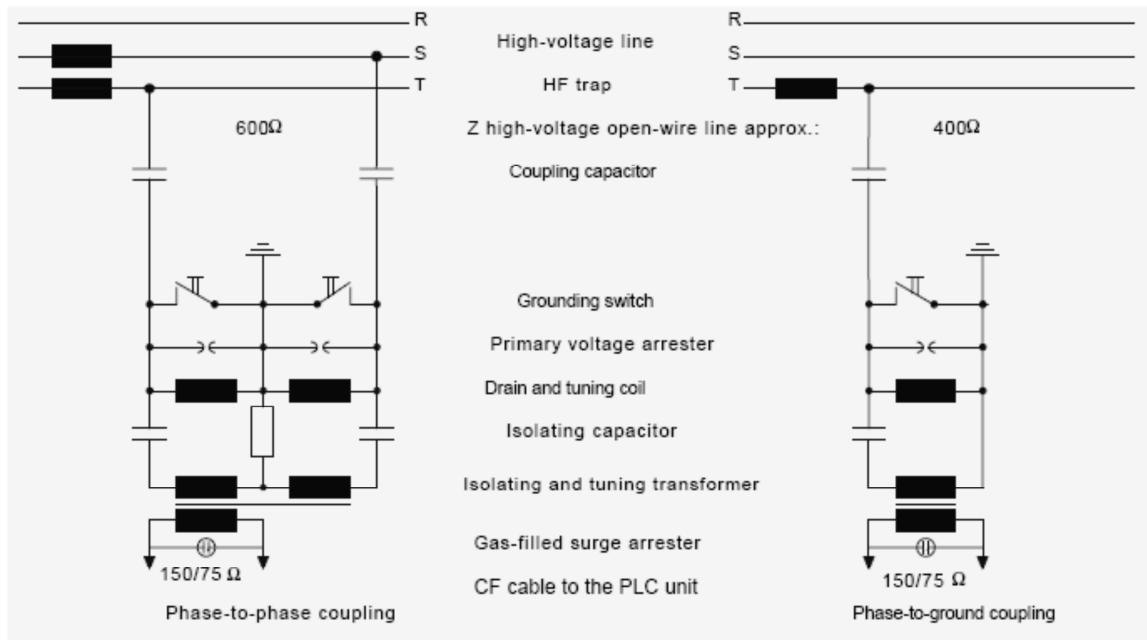 R R
High-voltage line
S S
T HF trap T
600Ω Z high-voltage open-wire line approx.: 400Ω
Coupling capacitor
Grounding switch
Primary voltage arrester
Drain and tuning coil
Isolating capacitor
Isolating and tuning transformer
Gas-filled surge arrester
150/75 Ω CF cable to the PLC unit 150/75 Ω
Phase-to-phase coupling Phase-to-ground coupling